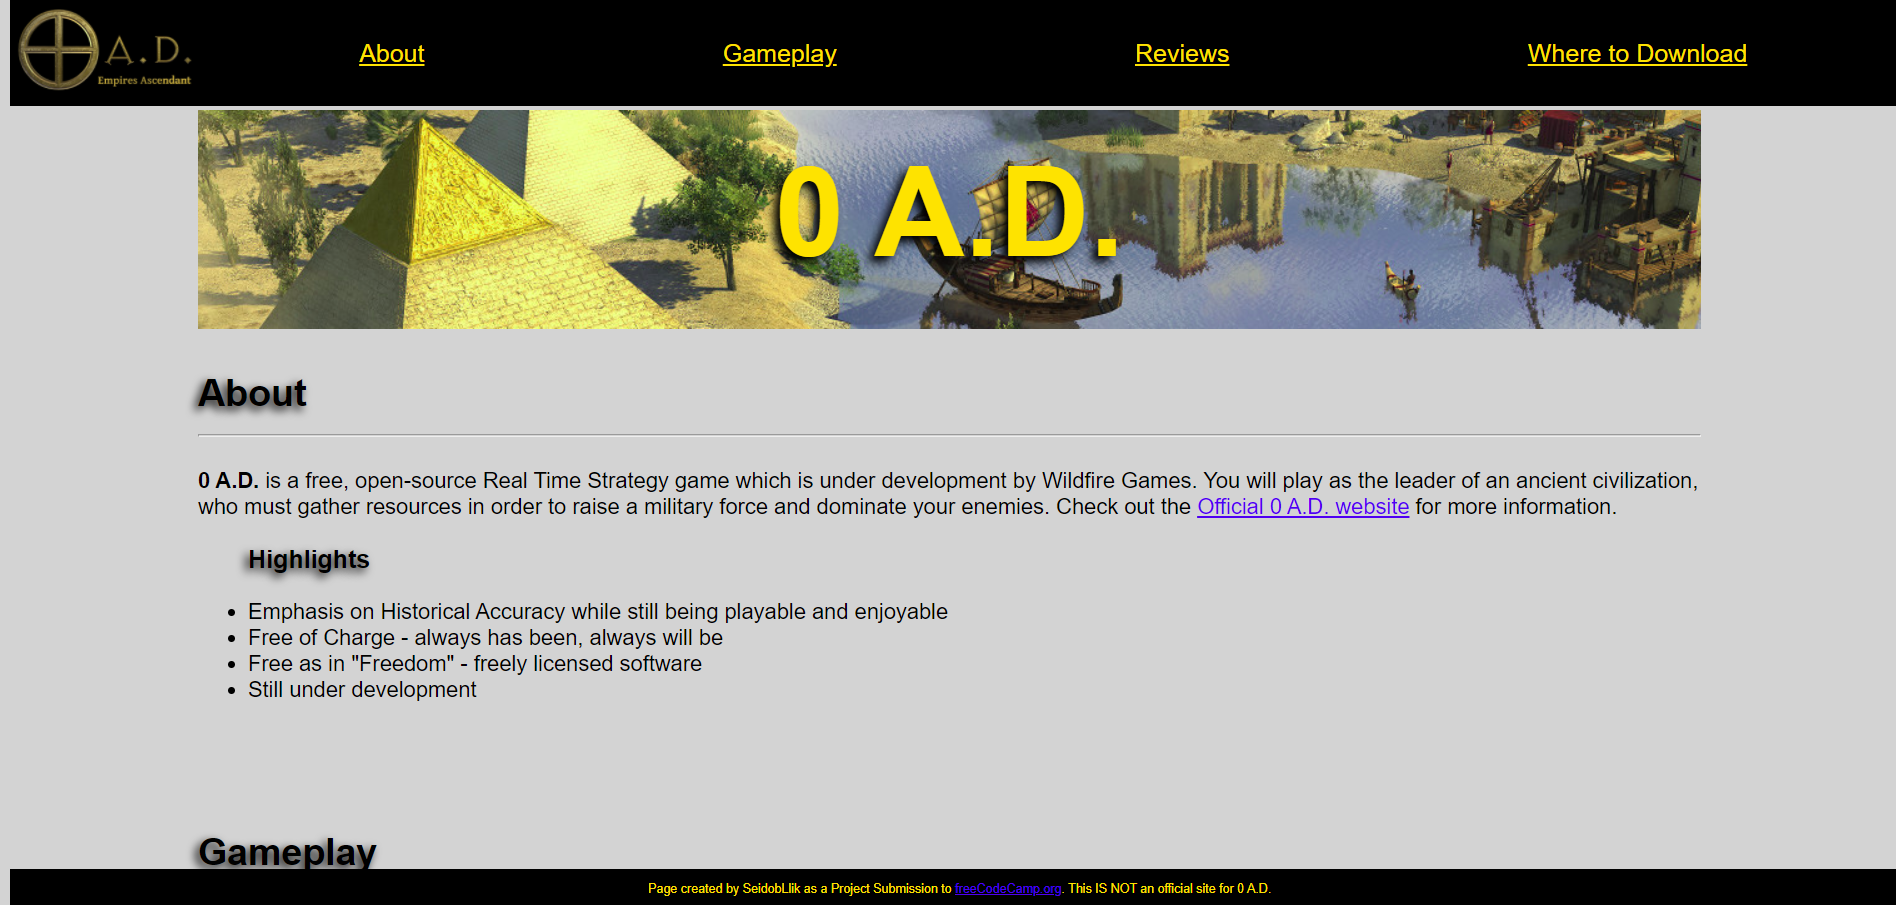 A.D.
Empires Ascendant
About
Gameplay
Reviews
Where to Download
0 A.D.
About
0 A.D. is a free, open-source Real Time Strategy game which is under development by Wildfire Games. You will play as the leader of an ancient civilization,
who must gather resources in order to raise a military force and dominate your enemies. Check out the Official 0 A.D. website for more information.
Highlights
Emphasis on Historical Accuracy while still being playable and enjoyable
Free of Charge - always has been, always will be
Free as in "Freedom" - freely licensed software
Still under development
Gameplay
Page created by SeidobLlik as a Project Submission to freeCodeCamp.org. This IS NOT an official site for 0 A.D.